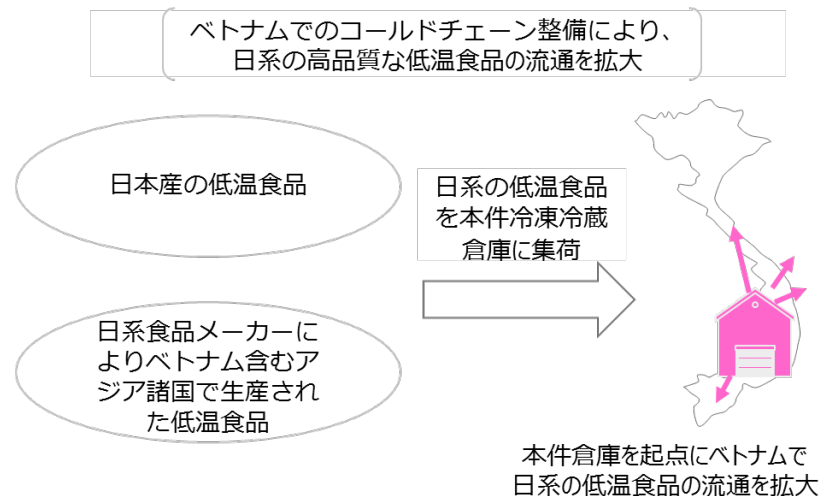 ベトナムでのコールドチェーン整備により、
日系の高品質な低温食品の流通を拡大
日本産の低温食品
日系の低温食品
を本件冷凍冷蔵
倉庫に集荷
日系食品メーカーに
よりベトナム含むア
ジア諸国で生産され
た低温食品
本件倉庫を起点にベトナムで
日系の低温食品の流通を拡大